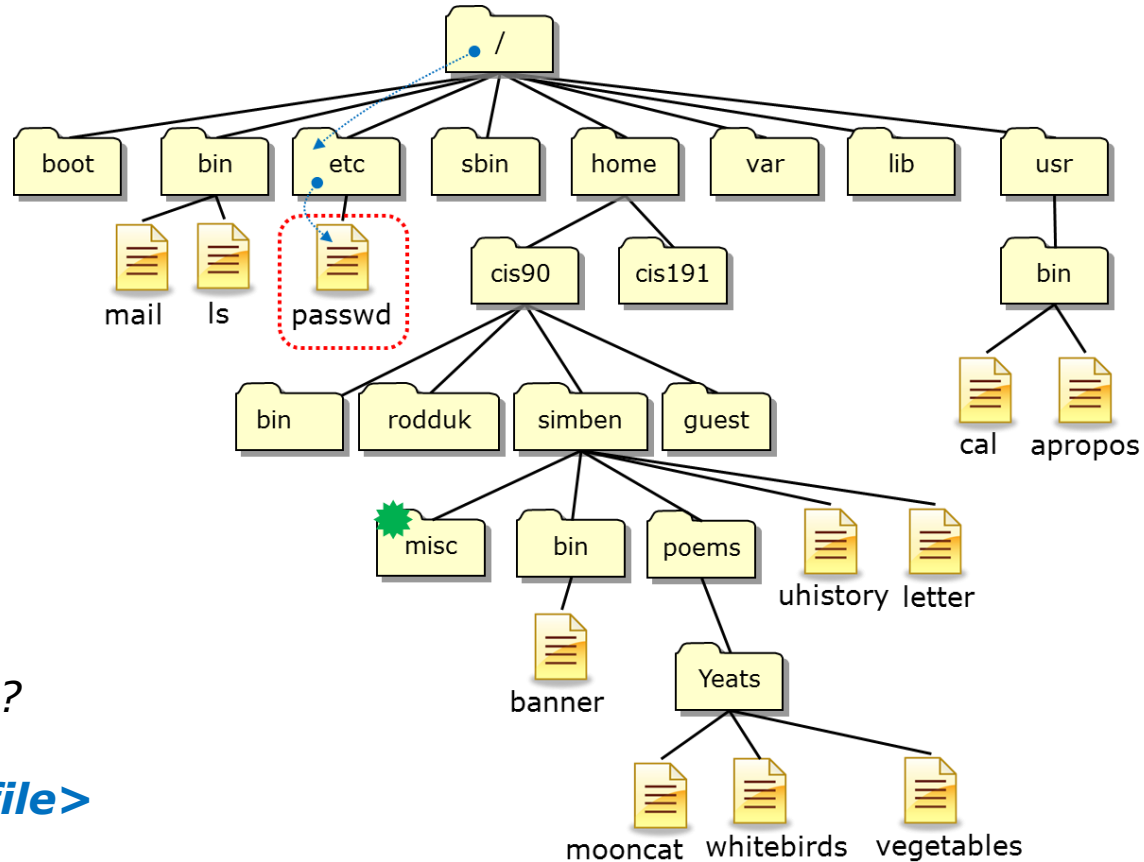 /
boot bin etc sbin home var lib usr
mail ls passwd cis90 cis191 bin
bin rodduk simben guest cal apropos
misc bin poems uhistory letter
banner Yeats
?
file>
mooncat whitebirds vegetables